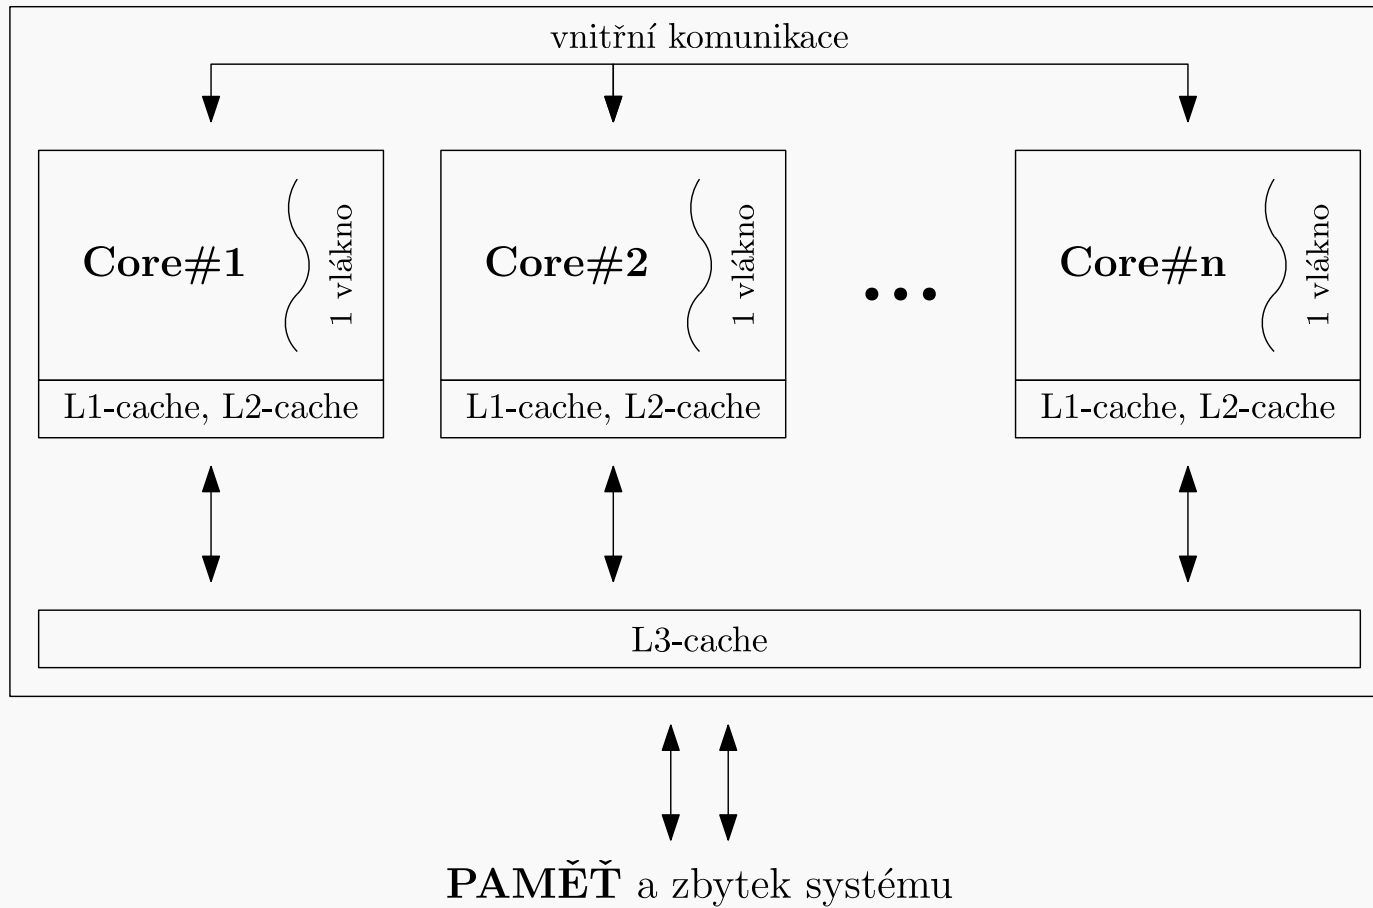 vnitřní komunikace
Core#1
1 vlákno
L1-cache, L2-cache
Core#2
1 vlákno
L1-cache, L2-cache
•••
Core#n
1 vlákno
L1-cache, L2-cache
L3-cache
PAMĚŤ a zbytek systému